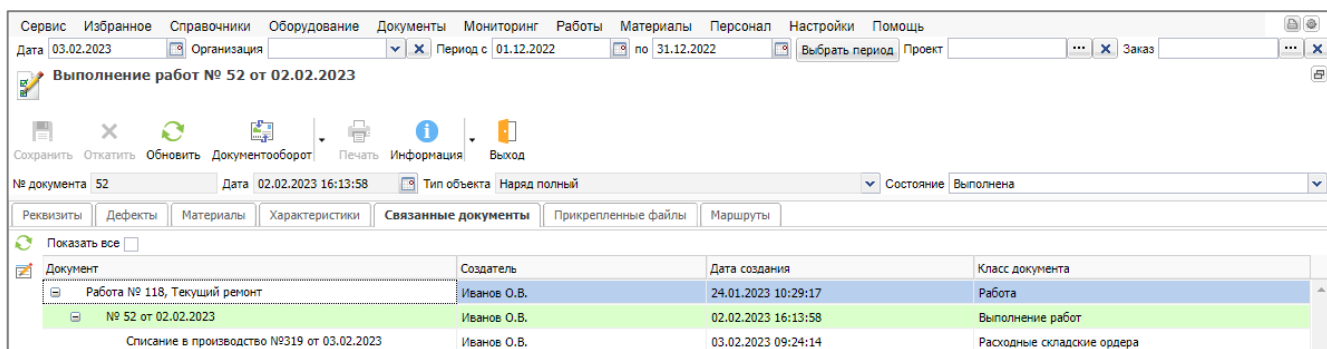 Сервис Избранное Справочники Оборудование Документы Мониторинг Работы Материалы Персонал Настройки Помощь
Дата 03.02.2023 Организация Период с 01.12.2022 по 31.12.2022 Выбрать период Проект ... Заказ ...
Выполнение работ № 52 от 02.02.2023
Сохранить Откатить Обновить Документооборот Печать Информация Выход
№ документа 52 Дата 02.02.2023 16:13:58 Тип объекта Наряд полный Состояние Выполнена
Реквизиты Дефекты Материалы Характеристики Связанные документы Прикрепленные файлы Маршруты
Показать все
Документ Создатель Дата создания Класс документа
Работа № 118, Текущий ремонт Иванов О.В. 24.01.2023 10:29:17 Работа
№ 52 от 02.02.2023 Иванов О.В. 02.02.2023 16:13:58 Выполнение работ
Списание в производство №319 от 03.02.2023 Иванов О.В. 03.02.2023 09:24:14 Расходные складские ордера